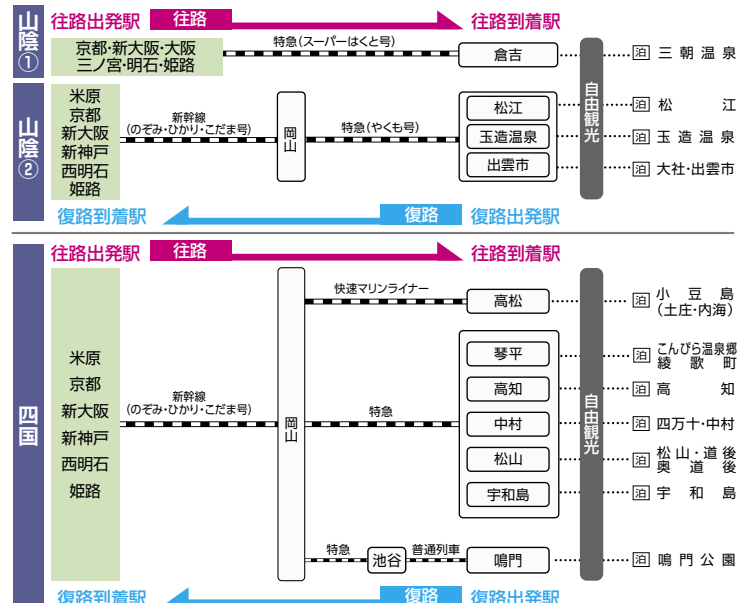 山陰①
往路出発駅 往路 往路到着駅
京都・新大阪・大阪
三ノ宮・明石・姫路
特急(スーパーはくと号)
倉吉
泊 三朝温泉
山陰②
米原
京都
新大阪
新神戸
西明石
姫路
新幹線
(のぞみ・ひかり・こだま号)
岡山
特急(やくも号)
松江
玉造温泉
出雲市
自由観光
泊 松江
泊 玉造温泉
泊 大社・出雲市
復路到着駅 復路 復路出発駅
四国
往路出発駅 往路 往路到着駅
米原
京都
新大阪
新神戸
西明石
姫路
新幹線
(のぞみ・ひかり・こだま号)
岡山
快速マリンライナー
高松
特急
琴平
高知
中村
松山
宇和島
特急
池谷
普通列車
鳴門
自由観光
泊 小豆島
(土庄・内海)
泊 こんぴら温泉郷
綾歌町
泊 高知
泊 四万十・中村
泊 松山・道後
奥道後
泊 宇和島
泊 鳴門公園
復路到着駅 復路 復路出発駅